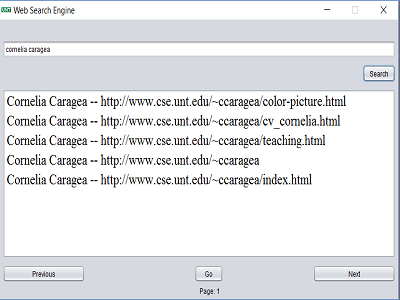 UNT Web Search Engine
cornelia caragea
Search
Cornelia Caragea -- http://www.cse.unt.edu/~ccaragea/color-picture.html
Cornelia Caragea -- http://www.cse.unt.edu/~ccaragea/cv_cornelia.html
Cornelia Caragea -- http://www.cse.unt.edu/~ccaragea/teaching.html
Cornelia Caragea -- http://www.cse.unt.edu/~ccaragea
Cornelia Caragea -- http://www.cse.unt.edu/~ccaragea/index.html
Previous Go Next
Page: 1